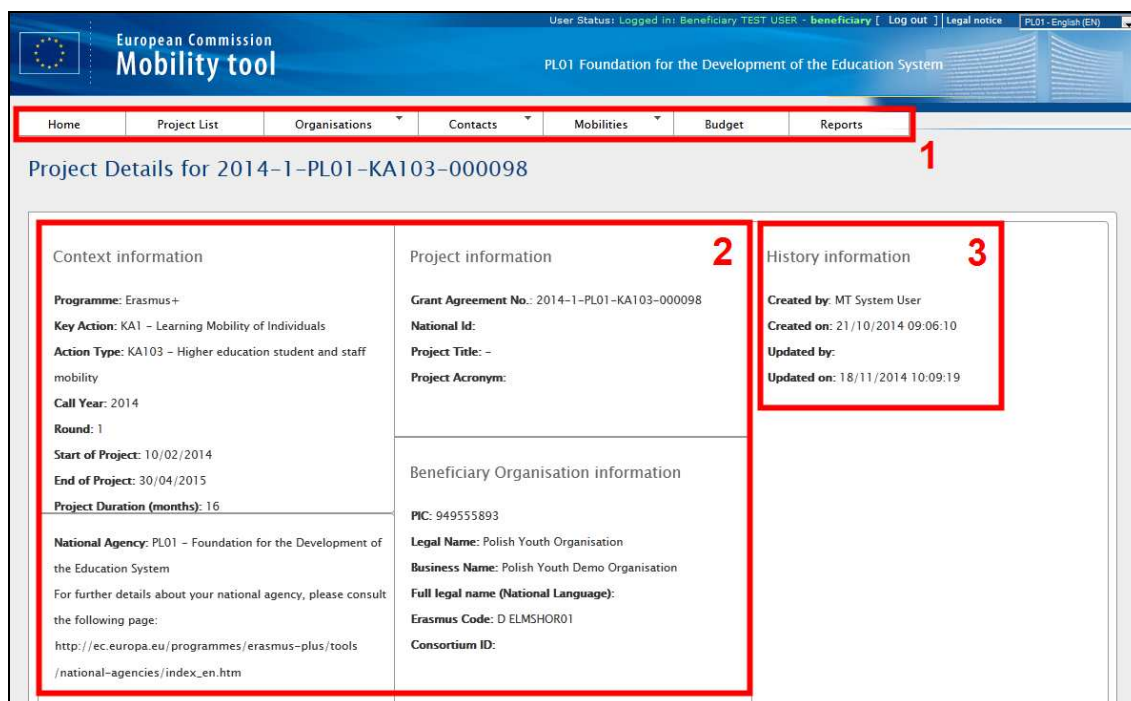 User Status: Logged in: Beneficiary TEST USER - beneficiary [ Log out ] Legal notice PL01 - English (EN)
European Commission
Mobility tool
PL01 Foundation for the Development of the Education System
Home Project List Organisations Contacts Mobilities Budget Reports
1
Project Details for 2014-1-PL01-KA103-000098
2
3
Context information
Programme: Erasmus+
Key Action: KA1 - Learning Mobility of Individuals
Action Type: KA103 - Higher education student and staff
mobility
Call Year: 2014
Round: 1
Start of Project: 10/02/2014
End of Project: 30/04/2015
Project Duration (months): 16
National Agency: PL01 - Foundation for the Development of
the Education System
For further details about your national agency, please consult
the following page:
http://ec.europa.eu/programmes/erasmus-plus/tools
/national-agencies/index_en.htm
Project information
Grant Agreement No.: 2014-1-PL01-KA103-000098
National Id:
Project Title: -
Project Acronym:
Beneficiary Organisation information
PIC: 949555893
Legal Name: Polish Youth Organisation
Business Name: Polish Youth Demo Organisation
Full legal name (National Language):
Erasmus Code: D ELMSHOR01
Consortium ID:
History information
Created by: MT System User
Created on: 21/10/2014 09:06:10
Updated by:
Updated on: 18/11/2014 10:09:19